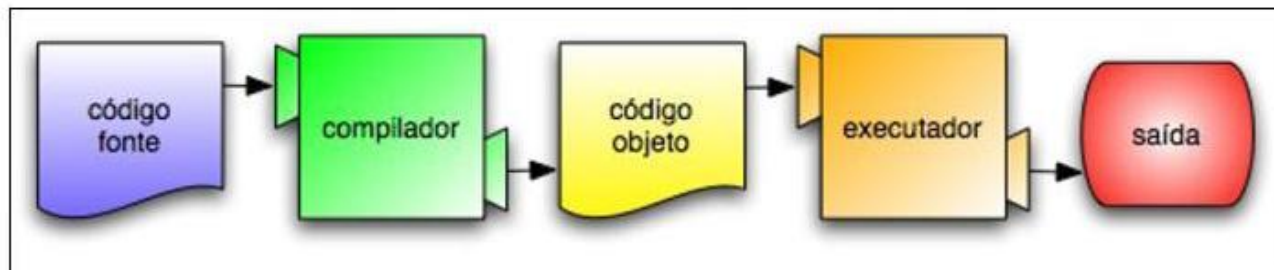 código
fonte
compilador
código
objeto
executador
saída